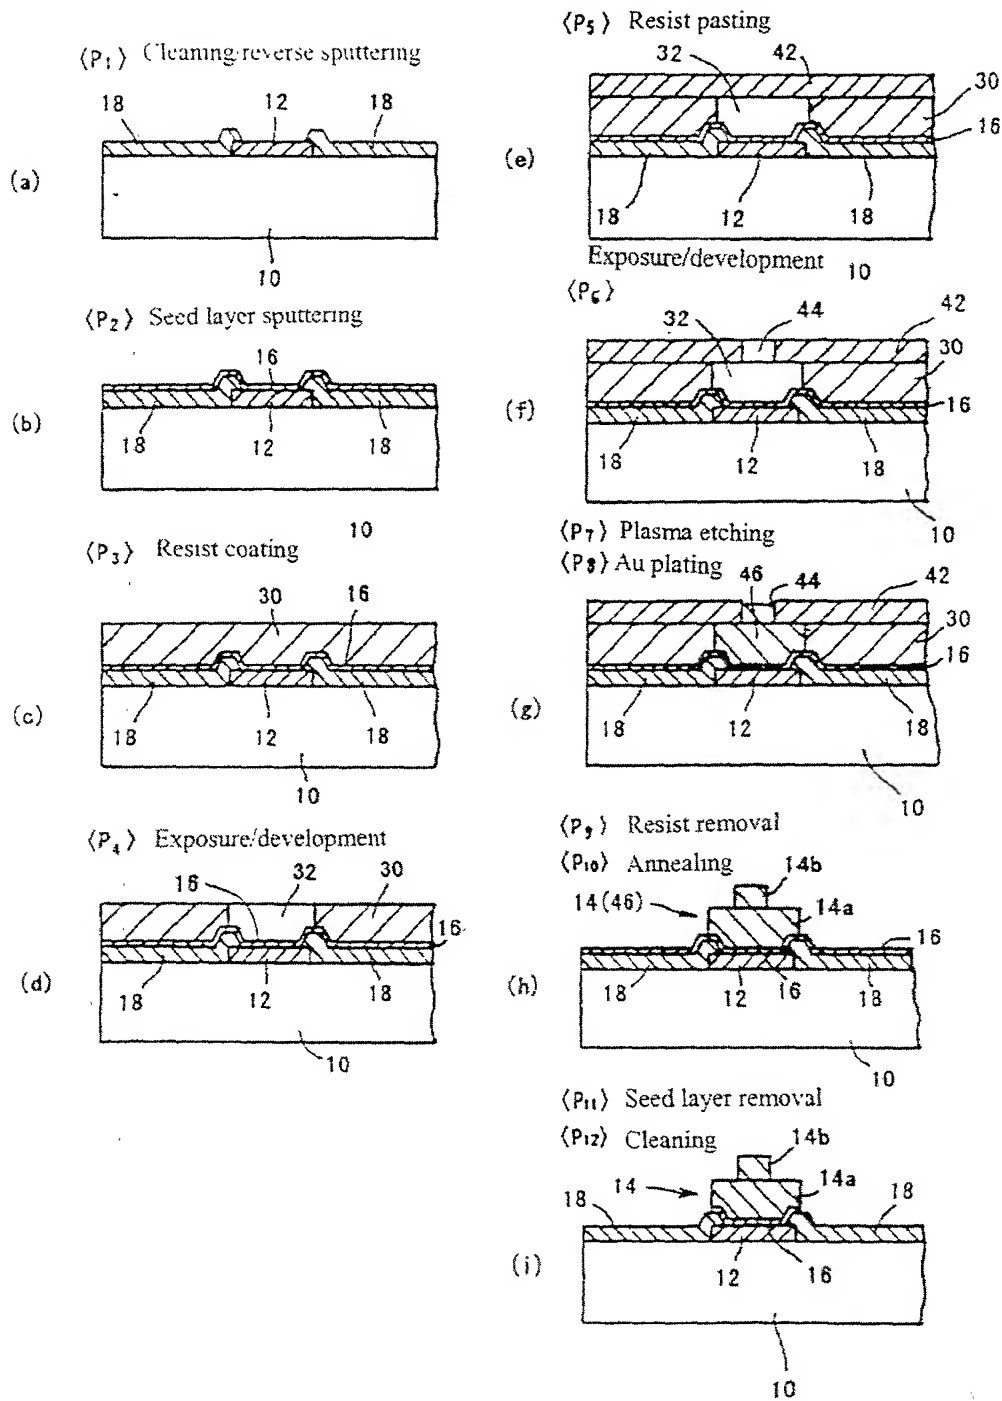 ⟨P1⟩ Cleaning/reverse sputtering
18 12 18
(a)
10
⟨P2⟩ Seed layer sputtering
16
(b)
18 12 18
10
⟨P3⟩ Resist coating
30 16
(c)
18 12 18
10
⟨P4⟩ Exposure/development
16 32 30
16
(d)
18 12 18
10
⟨P5⟩ Resist pasting
32 42
30
16
(e)
18 12 18
10
Exposure/development
⟨P6⟩
32 44 42
30
16
(f)
18 12 18
10
⟨P7⟩ Plasma etching
⟨P8⟩ Au plating
46 44 42
30
16
(g)
18 12 18
10
⟨P9⟩ Resist removal
⟨P10⟩ Annealing
14b
14(46) 14a
16
(h)
18 12 16 18
10
⟨P11⟩ Seed layer removal
⟨P12⟩ Cleaning
14b
14 14a
18 18
(i)
12 16
10